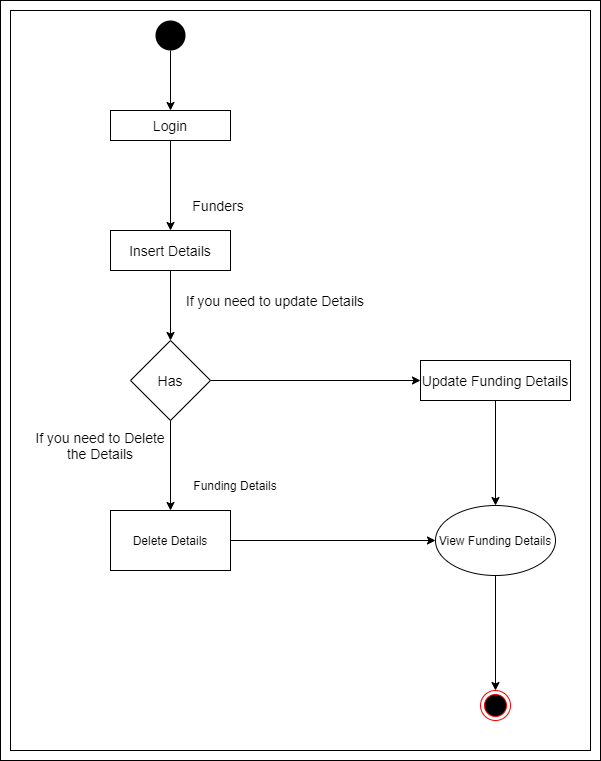 Login
Funders
Insert Details
If you need to update Details
Has
Update Funding Details
If you need to Delete
the Details
Funding Details
Delete Details
View Funding Details